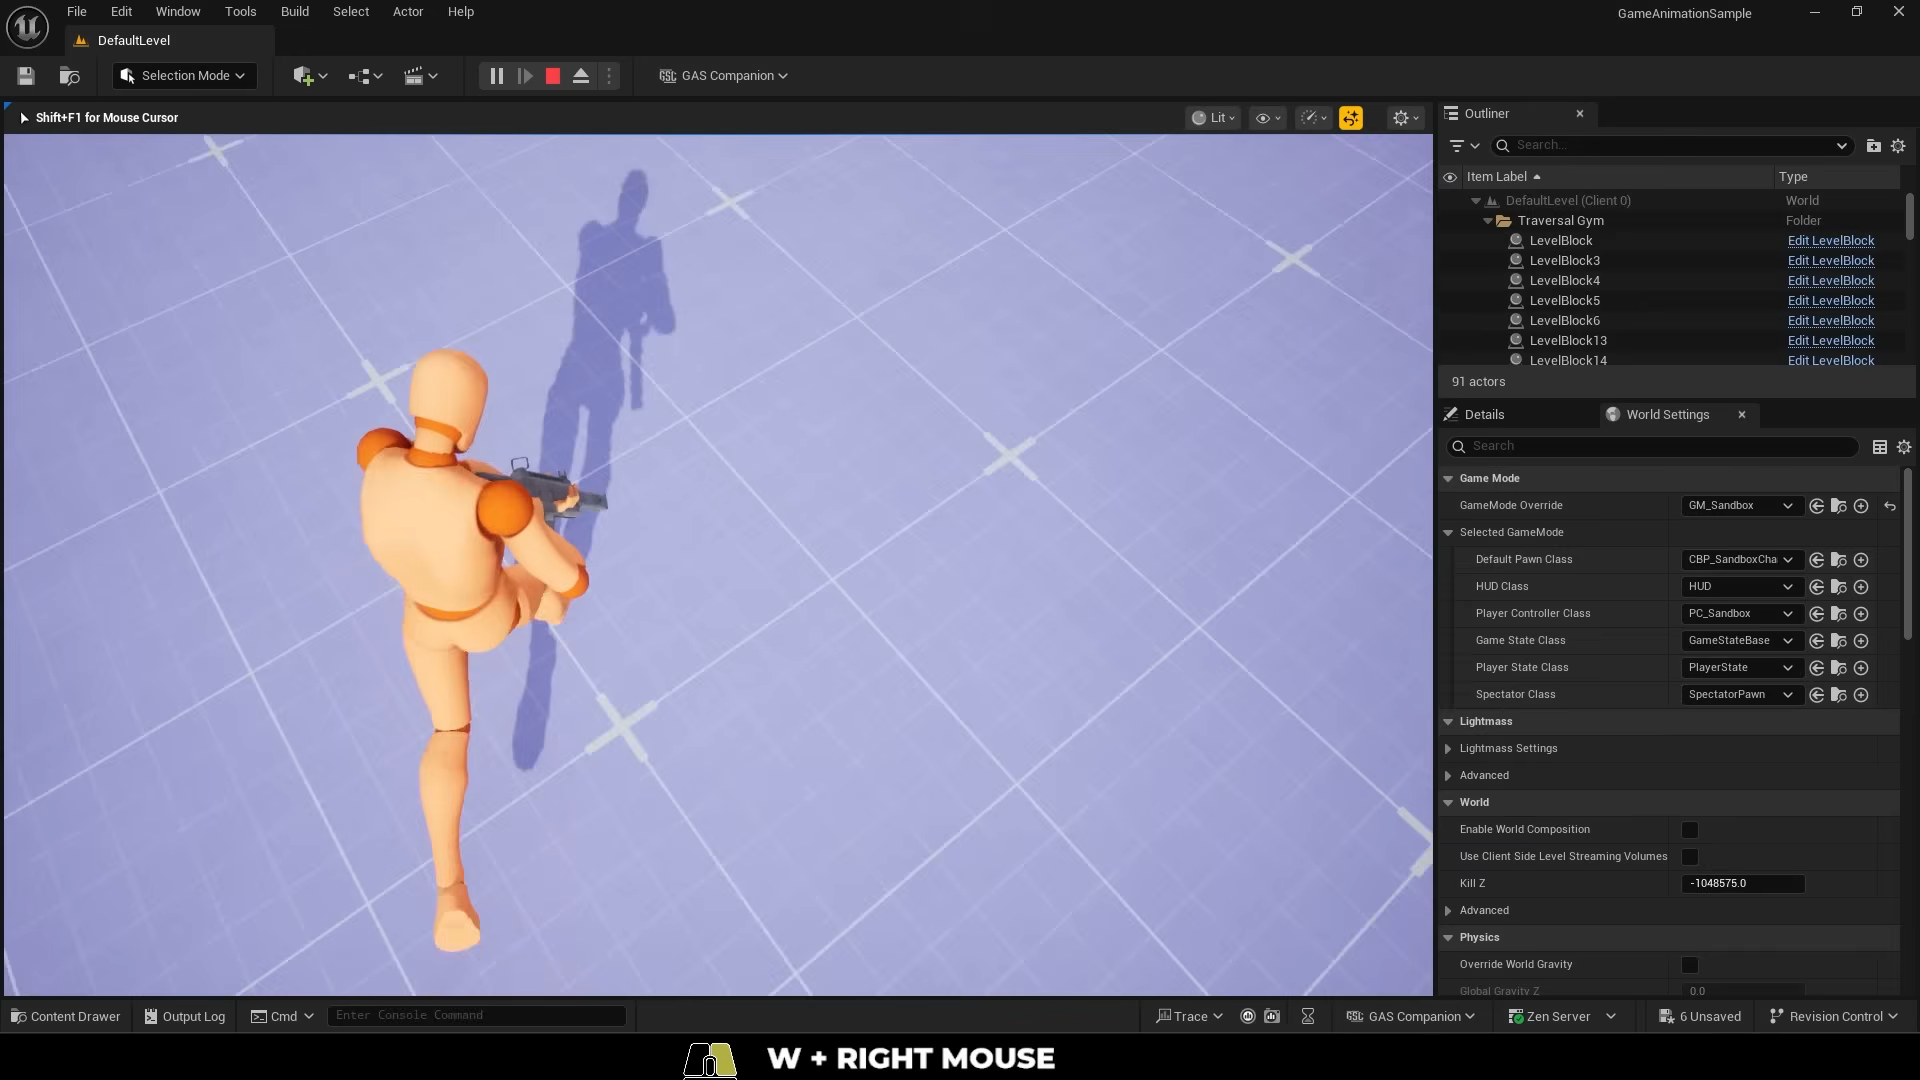 File Edit Window Tools Build Select Actor Help
GameAnimationSample
DefaultLevel
Selection Mode
GAS Companion
Shift+F1 for Mouse Cursor
Lit
Outliner
Search...
Item Label Type
DefaultLevel (Client 0) World
Traversal Gym Folder
LevelBlock Edit LevelBlock
LevelBlock3 Edit LevelBlock
LevelBlock4 Edit LevelBlock
LevelBlock5 Edit LevelBlock
LevelBlock6 Edit LevelBlock
LevelBlock13 Edit LevelBlock
LevelBlock14 Edit LevelBlock
91 actors
Details World Settings
Search
Game Mode
GameMode Override GM_Sandbox
Selected GameMode
Default Pawn Class CBP_SandboxCha
HUD Class HUD
Player Controller Class PC_Sandbox
Game State Class GameStateBase
Player State Class PlayerState
Spectator Class SpectatorPawn
Lightmass
Lightmass Settings
Advanced
World
Enable World Composition
Use Client Side Level Streaming Volumes
Kill Z -1048575.0
Advanced
Physics
Override World Gravity
Global Gravity Z 0.0
Content Drawer Output Log Cmd Enter Console Command Trace GAS Companion Zen Server 6 Unsaved Revision Control
W + RIGHT MOUSE